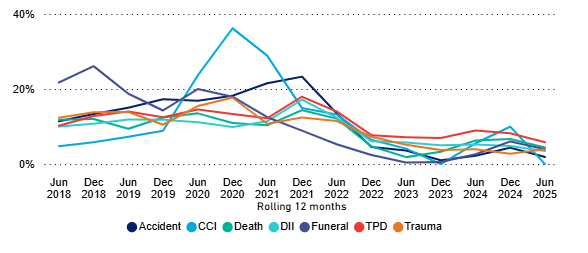 40%
20%
0%
Jun Dec Jun Dec Jun Dec Jun Dec Jun Dec Jun Dec Jun Dec Jun
2018 2018 2019 2019 2020 2020 2021 2021 2022 2022 2023 2023 2024 2024 2025
Rolling 12 months
Accident CCI Death DII Funeral TPD Trauma